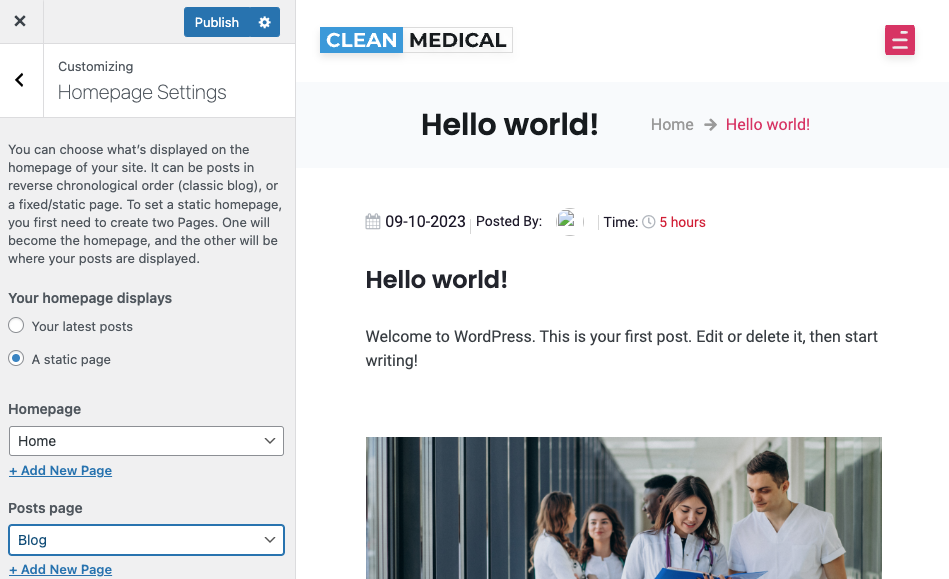 Publish
Customizing
Homepage Settings
You can choose what's displayed on the
homepage of your site. It can be posts in
reverse chronological order (classic blog), or
a fixed/static page. To set a static homepage,
you first need to create two Pages. One will
become the homepage, and the other will be
where your posts are displayed.
Your homepage displays
Your latest posts
A static page
Homepage
Home
+ Add New Page
Posts page
Blog
+ Add New Page
CLEAN MEDICAL
Hello world!
Home → Hello world!
09-10-2023 Posted By: Time: 5 hours
Hello world!
Welcome to WordPress. This is your first post. Edit or delete it, then start
writing!